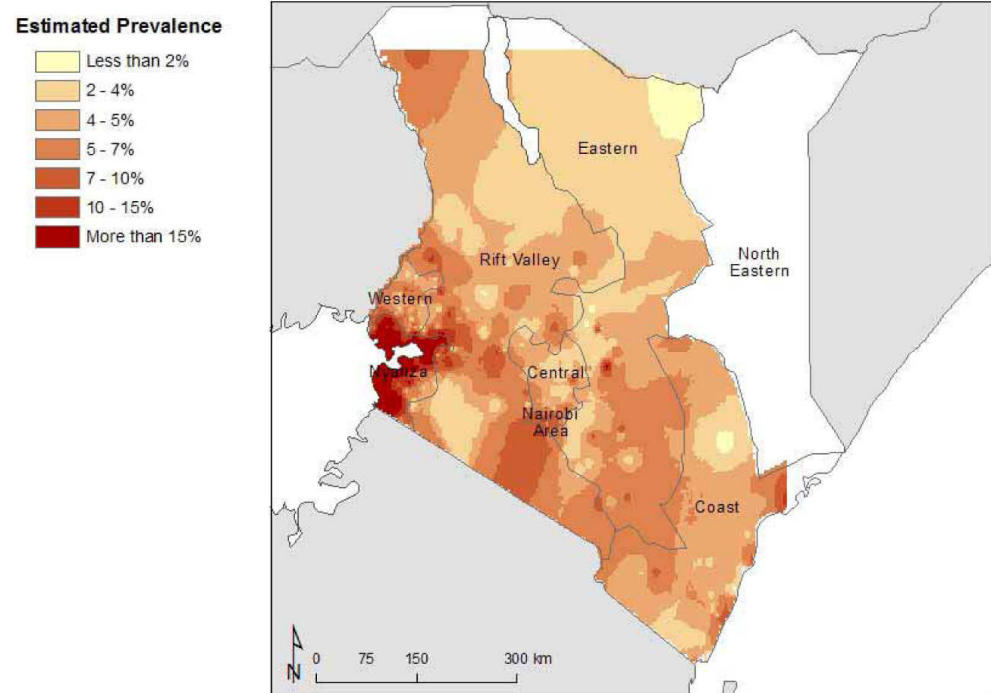 Estimated Prevalence
Less than 2%
2 - 4%
4 - 5%
5 - 7%
7 - 10%
10 - 15%
More than 15%
Eastern
North
Eastern
Rift Valley
Western
Nyanza
Central
Nairobi
Area
Coast
N
0 75 150 300 km